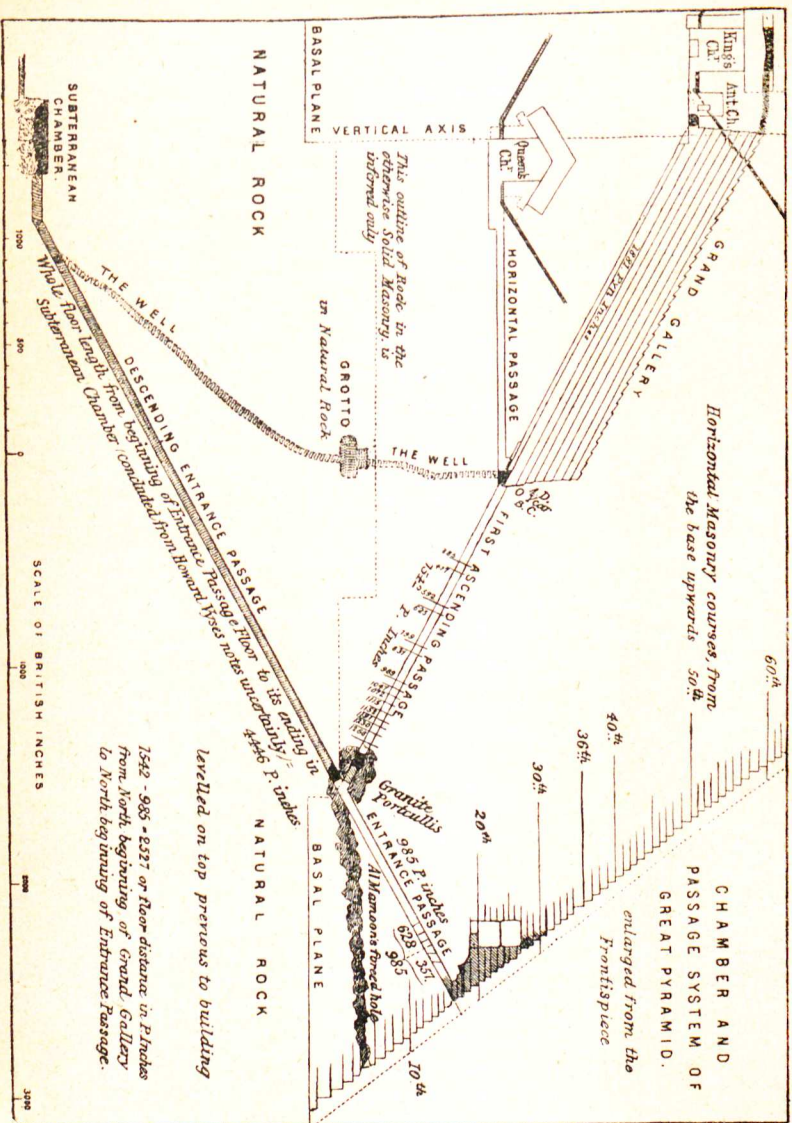 CHAMBER AND
PASSAGE SYSTEM OF
GREAT PYRAMID.
enlarged from the
Frontispiece
Horizontal Masonry courses, from
the base upwards
60th
50th
40th
36th
30th
20th
10th
King's
Chr
Ant. Ch.
GRAND GALLERY
1881 Pyr. Inches
Queen's
Chr
HORIZONTAL PASSAGE
VERTICAL AXIS
BASAL PLANE
NATURAL ROCK
This outline of Rock in the
otherwise Solid Masonry, is
inferred only
FIRST ASCENDING PASSAGE
P.
Inches
THE WELL
GROTTO
in Natural Rock
THE WELL
SUBTERRANEAN
CHAMBER.
DESCENDING ENTRANCE PASSAGE
Whole floor length from beginning of Entrance Passage Floor to its ending in
Subterranean Chamber (concluded from Howard Vyses notes uncertainly) =
4446 P. inches
Granite
Portcullis
ENTRANCE PASSAGE
985 P. inches
628
357
985
Al Mamoons forced hole
BASAL PLANE
NATURAL ROCK
levelled on top previous to building
1542 + 985 = 2527 or floor distance in P. Inches
from North beginning of Grand Gallery
to North beginning of Entrance Passage.
1000
500
0
1000
2000
3000
SCALE OF BRITISH INCHES